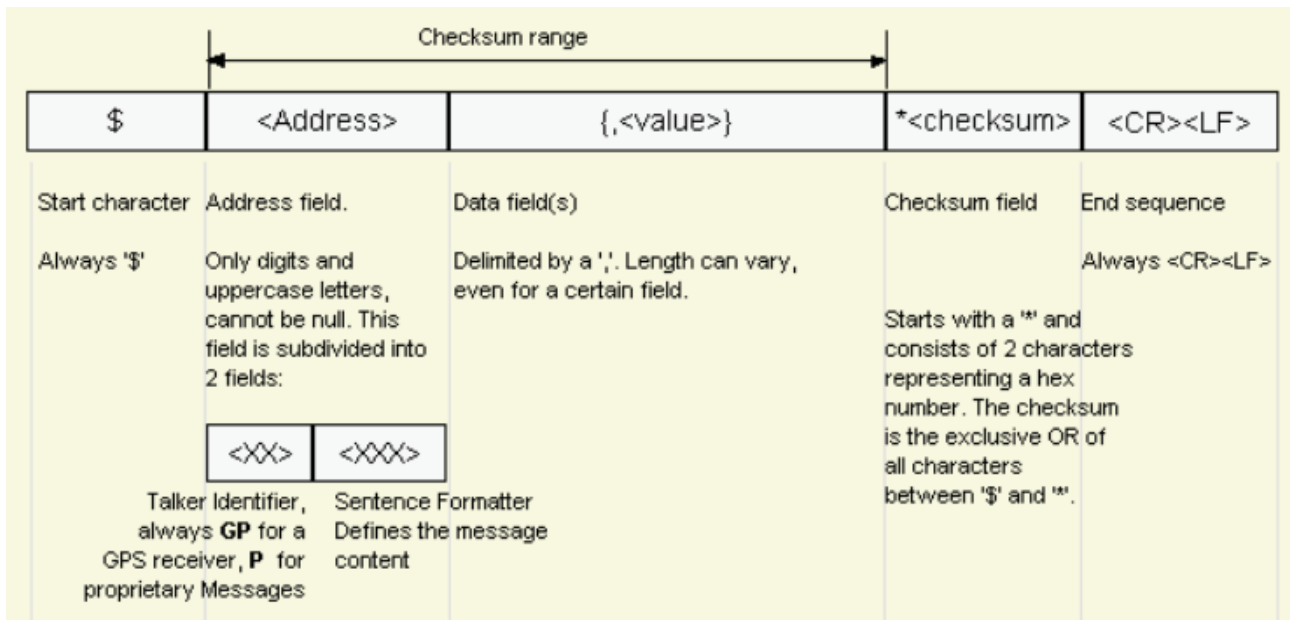 Checksum range
$ <Address> {,<value>} *<checksum> <CR><LF>
Start character
Always '$'
Address field.
Only digits and
uppercase letters,
cannot be null. This
field is subdivided into
2 fields:
<XX> <XXX>
Talker Identifier,
always GP for a
GPS receiver, P for
proprietary Messages
Sentence Formatter
Defines the message
content
Data field(s)
Delimited by a ','. Length can vary,
even for a certain field.
Checksum field
Starts with a '*' and
consists of 2 characters
representing a hex
number. The checksum
is the exclusive OR of
all characters
between '$' and '*'.
End sequence
Always <CR><LF>